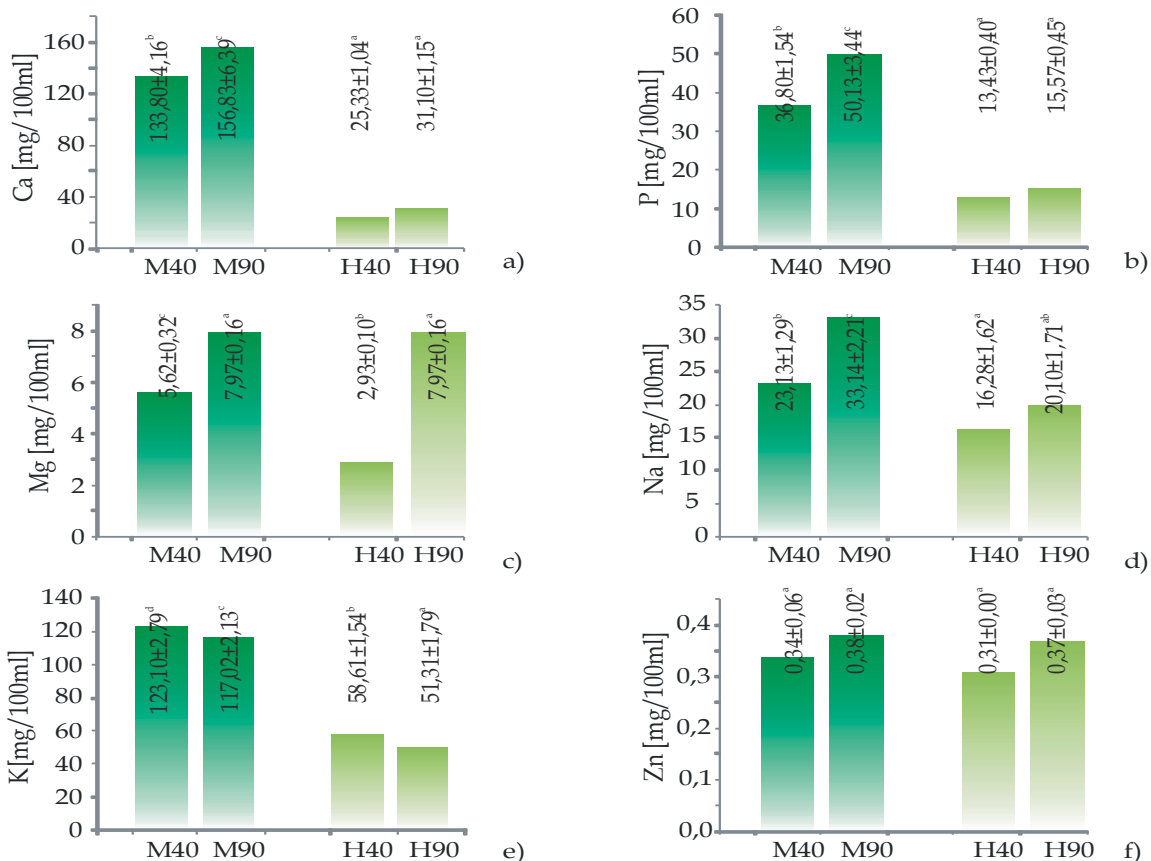 Ca [mg/100ml]
160
120
80
40
0
133,80±4,16ᵇ
156,83±6,39ᶜ
25,33±1,04ᵃ
31,10±1,15ᵃ
M40 M90 H40 H90
a)
P [mg/100ml]
60
50
40
30
20
10
0
36,80±1,54ᵇ
50,13±3,44ᶜ
13,43±0,40ᵃ
15,57±0,45ᵃ
M40 M90 H40 H90
b)
Mg [mg/100ml]
8
6
4
2
0
5,62±0,32ᶜ
7,97±0,16ᵃ
2,93±0,10ᵇ
7,97±0,16ᵃ
M40 M90 H40 H90
c)
Na [mg/100ml]
35
30
25
20
15
10
5
0
23,13±1,29ᵇ
33,14±2,21ᶜ
16,28±1,62ᵃ
20,10±1,71ᵃᵇ
M40 M90 H40 H90
d)
K[mg/100ml]
140
120
100
80
60
40
20
0
123,10±2,79ᵈ
117,02±2,13ᶜ
58,61±1,54ᵇ
51,31±1,79ᵃ
M40 M90 H40 H90
e)
Zn [mg/100ml]
0,4
0,3
0,2
0,1
0,0
0,34±0,06ᵃ
0,38±0,02ᵃ
0,31±0,00ᵃ
0,37±0,03ᵃ
M40 M90 H40 H90
f)